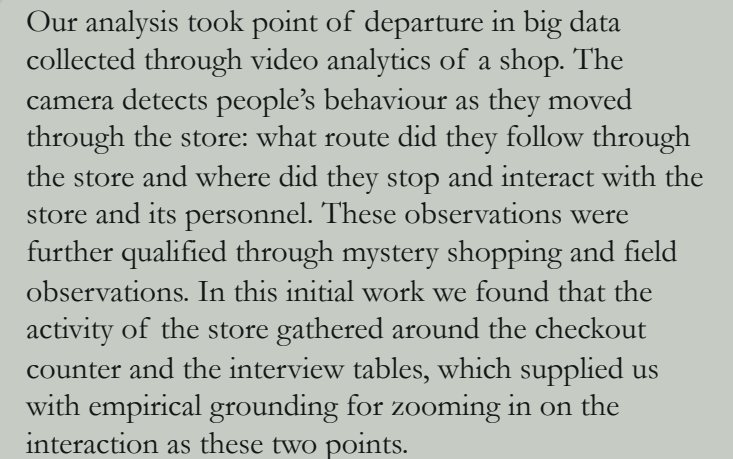 Our analysis took point of departure in big data
collected through video analytics of a shop. The
camera detects people’s behaviour as they moved
through the store: what route did they follow through
the store and where did they stop and interact with the
store and its personnel. These observations were
further qualified through mystery shopping and field
observations. In this initial work we found that the
activity of the store gathered around the checkout
counter and the interview tables, which supplied us
with empirical grounding for zooming in on the
interaction as these two points.